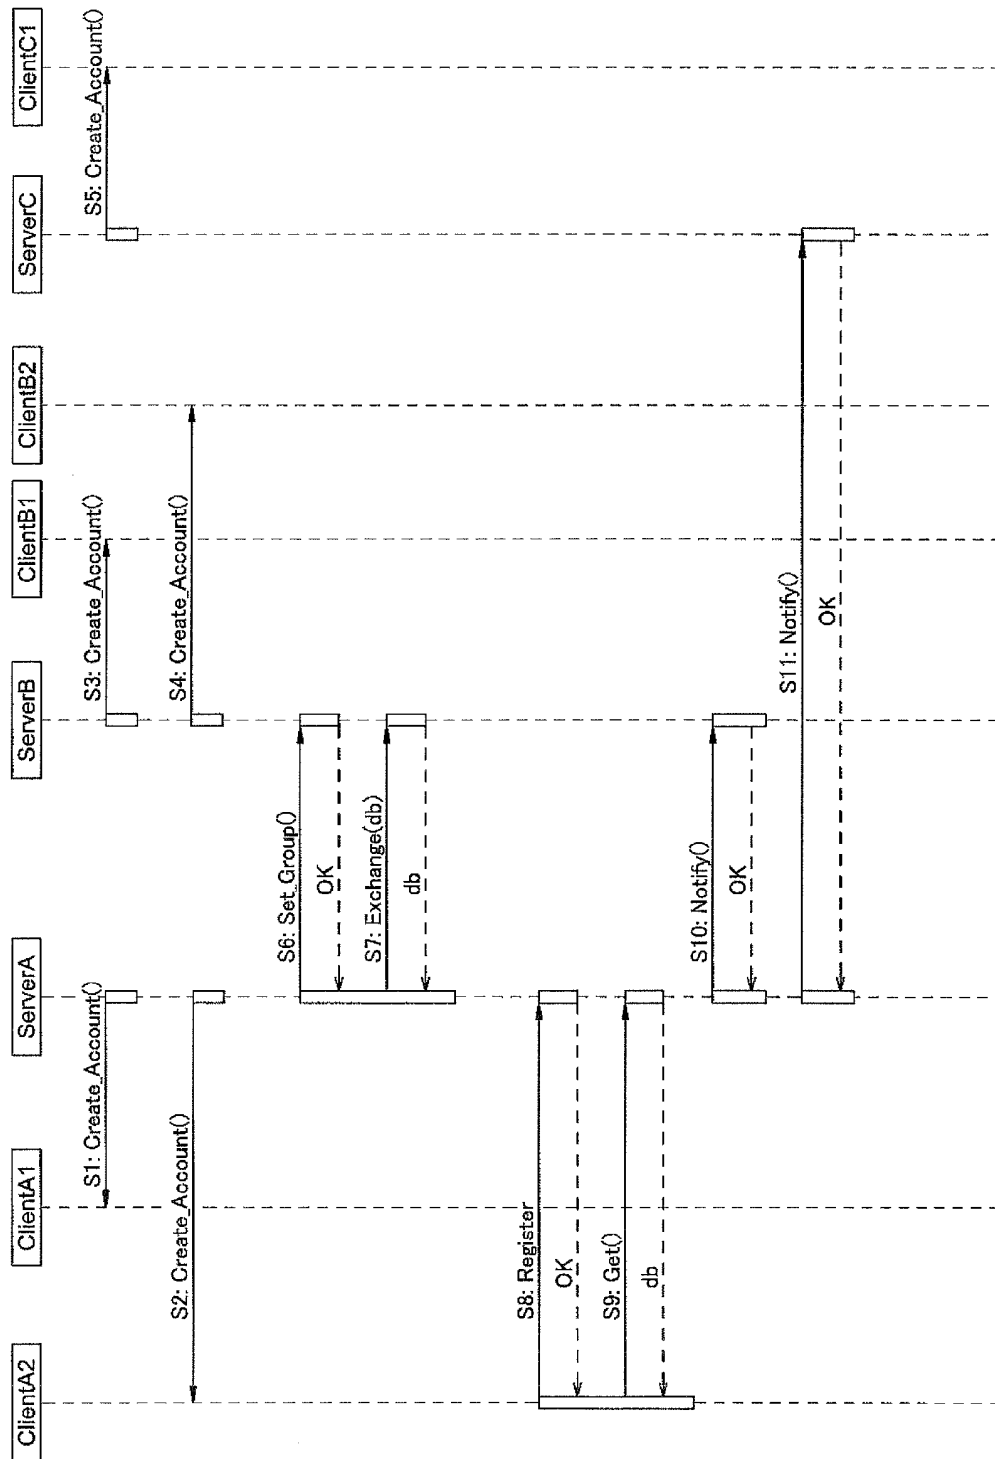 ClientA2
ClientA1
ServerA
ServerB
ClientB1
ClientB2
ServerC
ClientC1
S1: Create_Account()
S3: Create_Account()
S5: Create_Account()
S2: Create_Account()
S4: Create_Account()
S6: Set_Group()
OK
S7: Exchange(db)
db
S8: Register
OK
S9: Get()
db
S10: Notify()
OK
S11: Notify()
OK